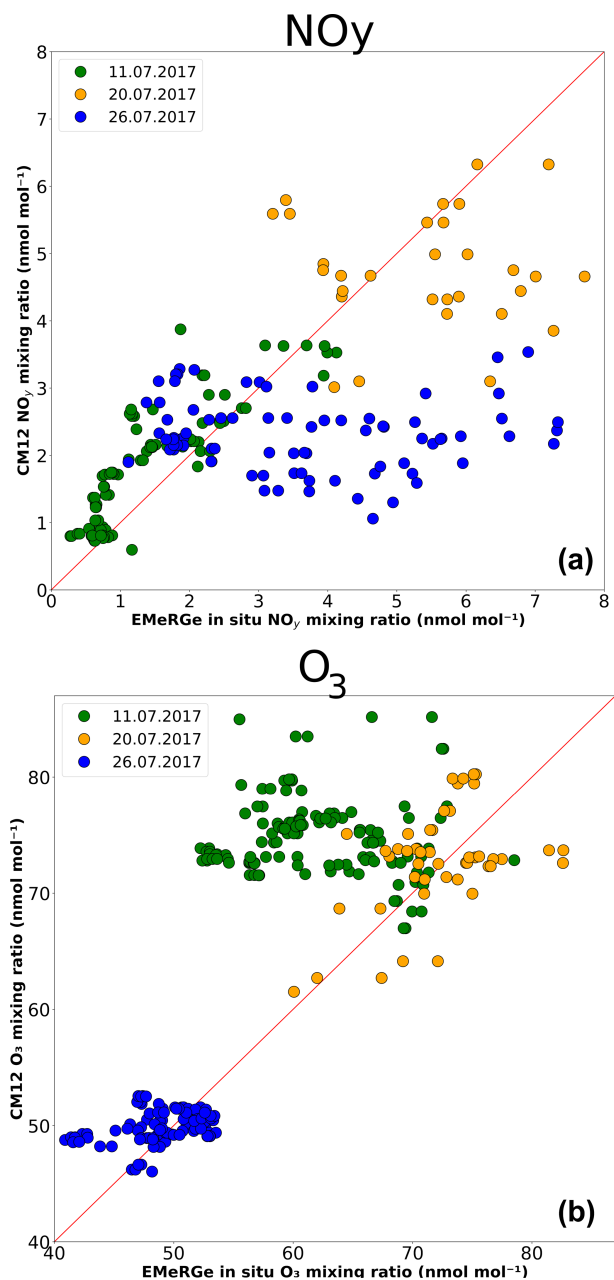 NOy
8
7
6
5
4
3
2
1
0
11.07.2017
20.07.2017
26.07.2017
CM12 NOy mixing ratio (nmol mol⁻¹)
(a)
0 1 2 3 4 5 6 7 8
EMeRGe in situ NOy mixing ratio (nmol mol⁻¹)
O₃
11.07.2017
20.07.2017
26.07.2017
80
70
60
50
40
CM12 O₃ mixing ratio (nmol mol⁻¹)
(b)
40 50 60 70 80
EMeRGe in situ O₃ mixing ratio (nmol mol⁻¹)